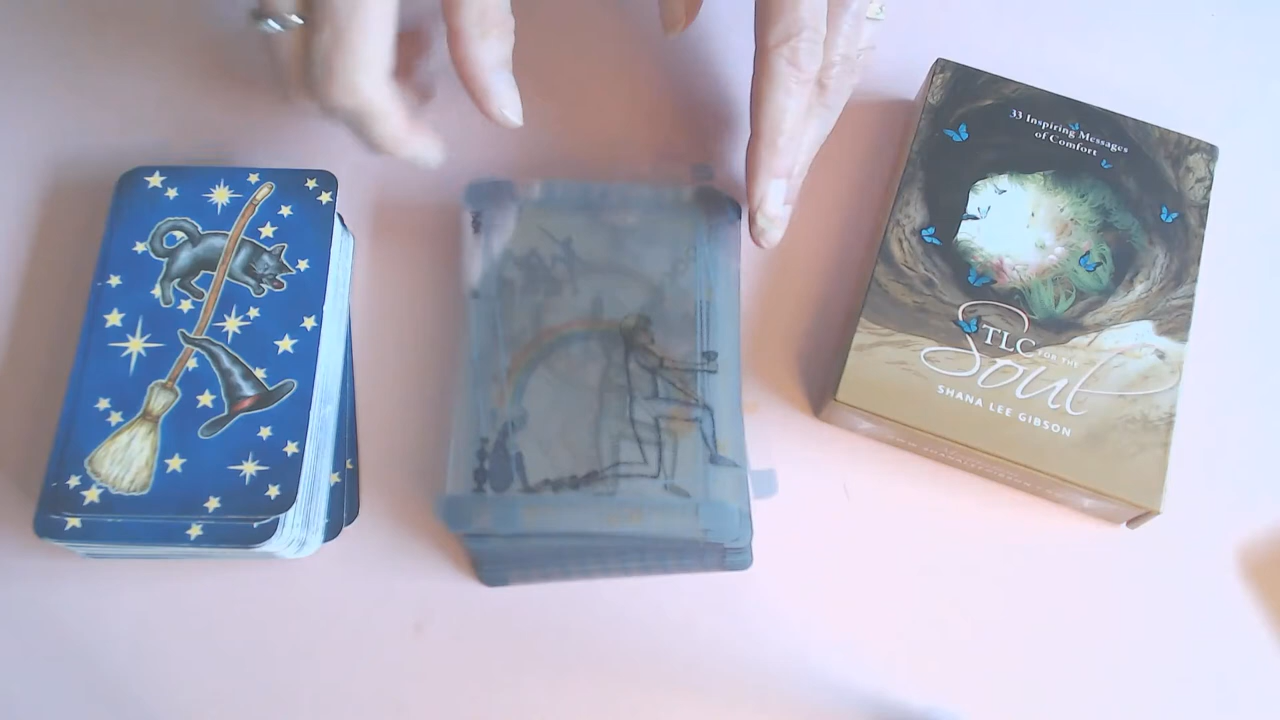 33 Inspiring Messages
of Comfort
TLC FOR THE
Soul
SHANA LEE GIBSON